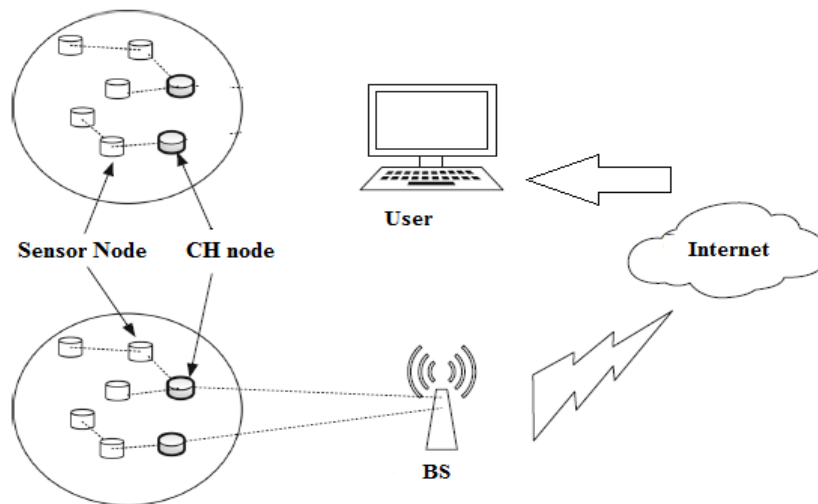 User
Sensor Node
CH node
Internet
BS